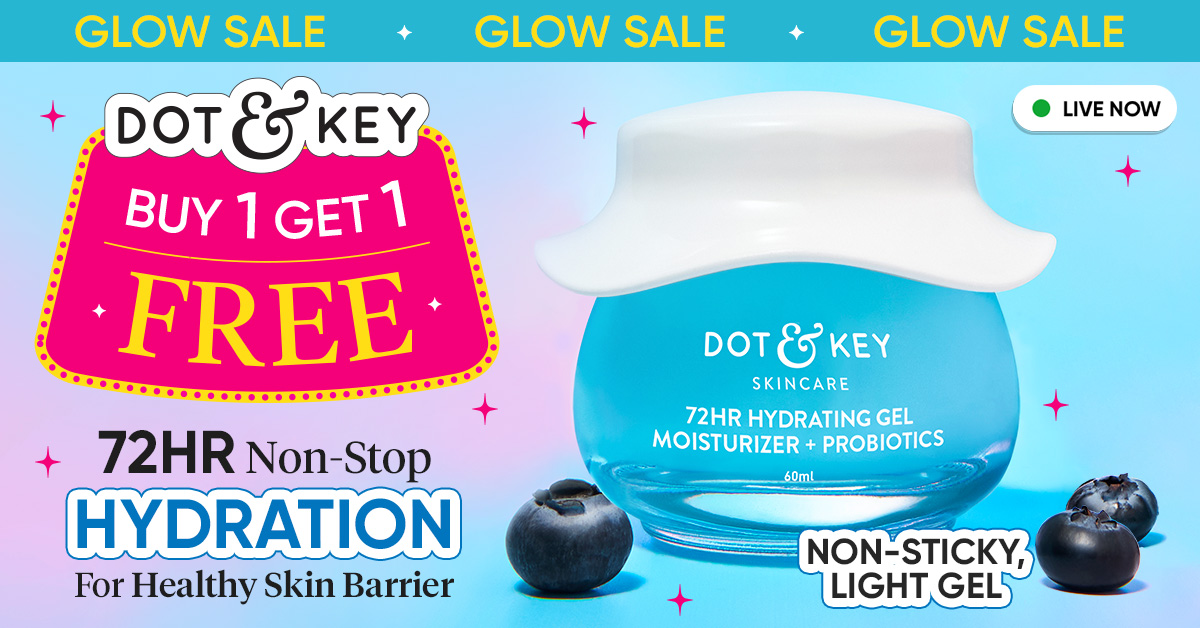 GLOW SALE GLOW SALE GLOW SALE
DOT & KEY
BUY 1 GET 1
FREE
72HR Non-Stop
HYDRATION
For Healthy Skin Barrier
LIVE NOW
DOT & KEY
SKINCARE
72HR HYDRATING GEL
MOISTURIZER + PROBIOTICS
60ml
NON-STICKY,
LIGHT GEL